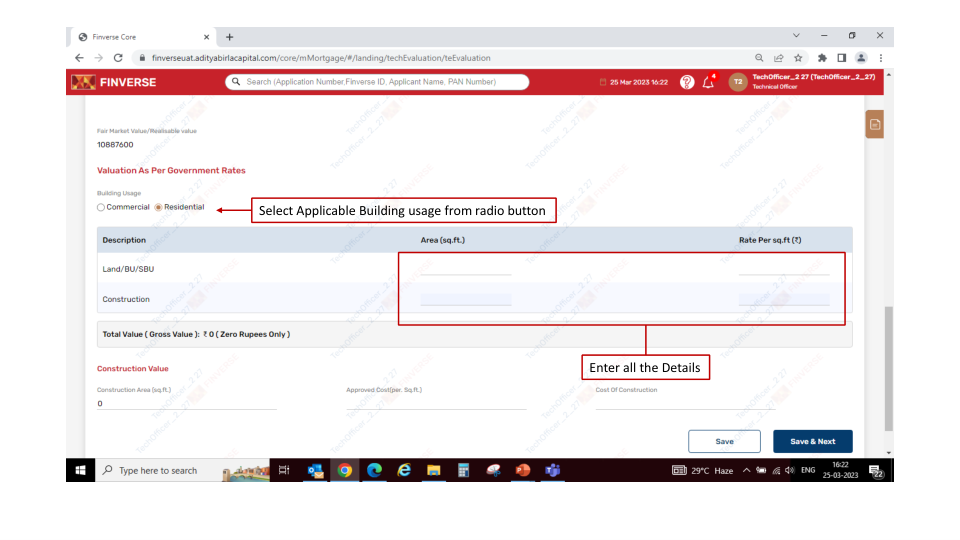 Finverse Core
finverseuat.adityabirlacapital.com/core/mMortgage/#/landing/techEvaluation/teEvaluation
FINVERSE
Search (Application Number,Finverse ID, Applicant Name, PAN Number)
25 Mar 2023 16:22
4
T2
TechOfficer_2 27 (TechOfficer_2_27)
Technical Officer
Fair Market Value/Realisable value
10887600
Valuation As Per Government Rates
Building Usage
Commercial Residential
Select Applicable Building usage from radio button
Description Area (sq.ft.) Rate Per sq.ft (₹)
Land/BU/SBU
Construction
Total Value ( Gross Value ): ₹ 0 ( Zero Rupees Only )
Enter all the Details
Construction Value
Construction Area (sq.ft.) Approved Cost(per. Sq.ft.) Cost Of Construction
0
Save Save & Next
Type here to search
29°C Haze ENG 16:22
25-03-2023
22